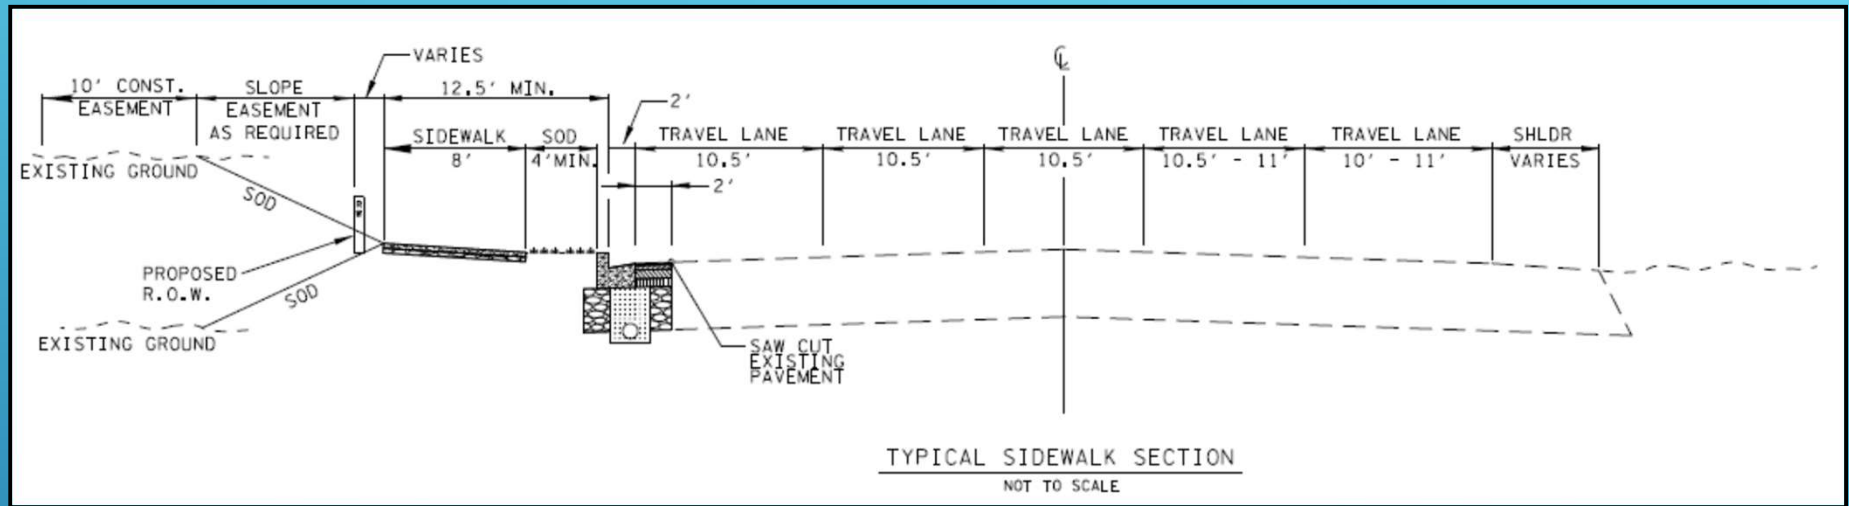 VARIES
10' CONST.
EASEMENT
SLOPE
EASEMENT
AS REQUIRED
12.5' MIN.
2'
SIDEWALK
8'
SOD
4'MIN.
TRAVEL LANE
10.5'
TRAVEL LANE
10.5'
TRAVEL LANE
10.5'
TRAVEL LANE
10.5' - 11'
TRAVEL LANE
10' - 11'
SHLDR
VARIES
2'
EXISTING GROUND
SOD
PROPOSED
R.O.W.
SOD
EXISTING GROUND
SAW CUT
EXISTING
PAVEMENT
TYPICAL SIDEWALK SECTION
NOT TO SCALE